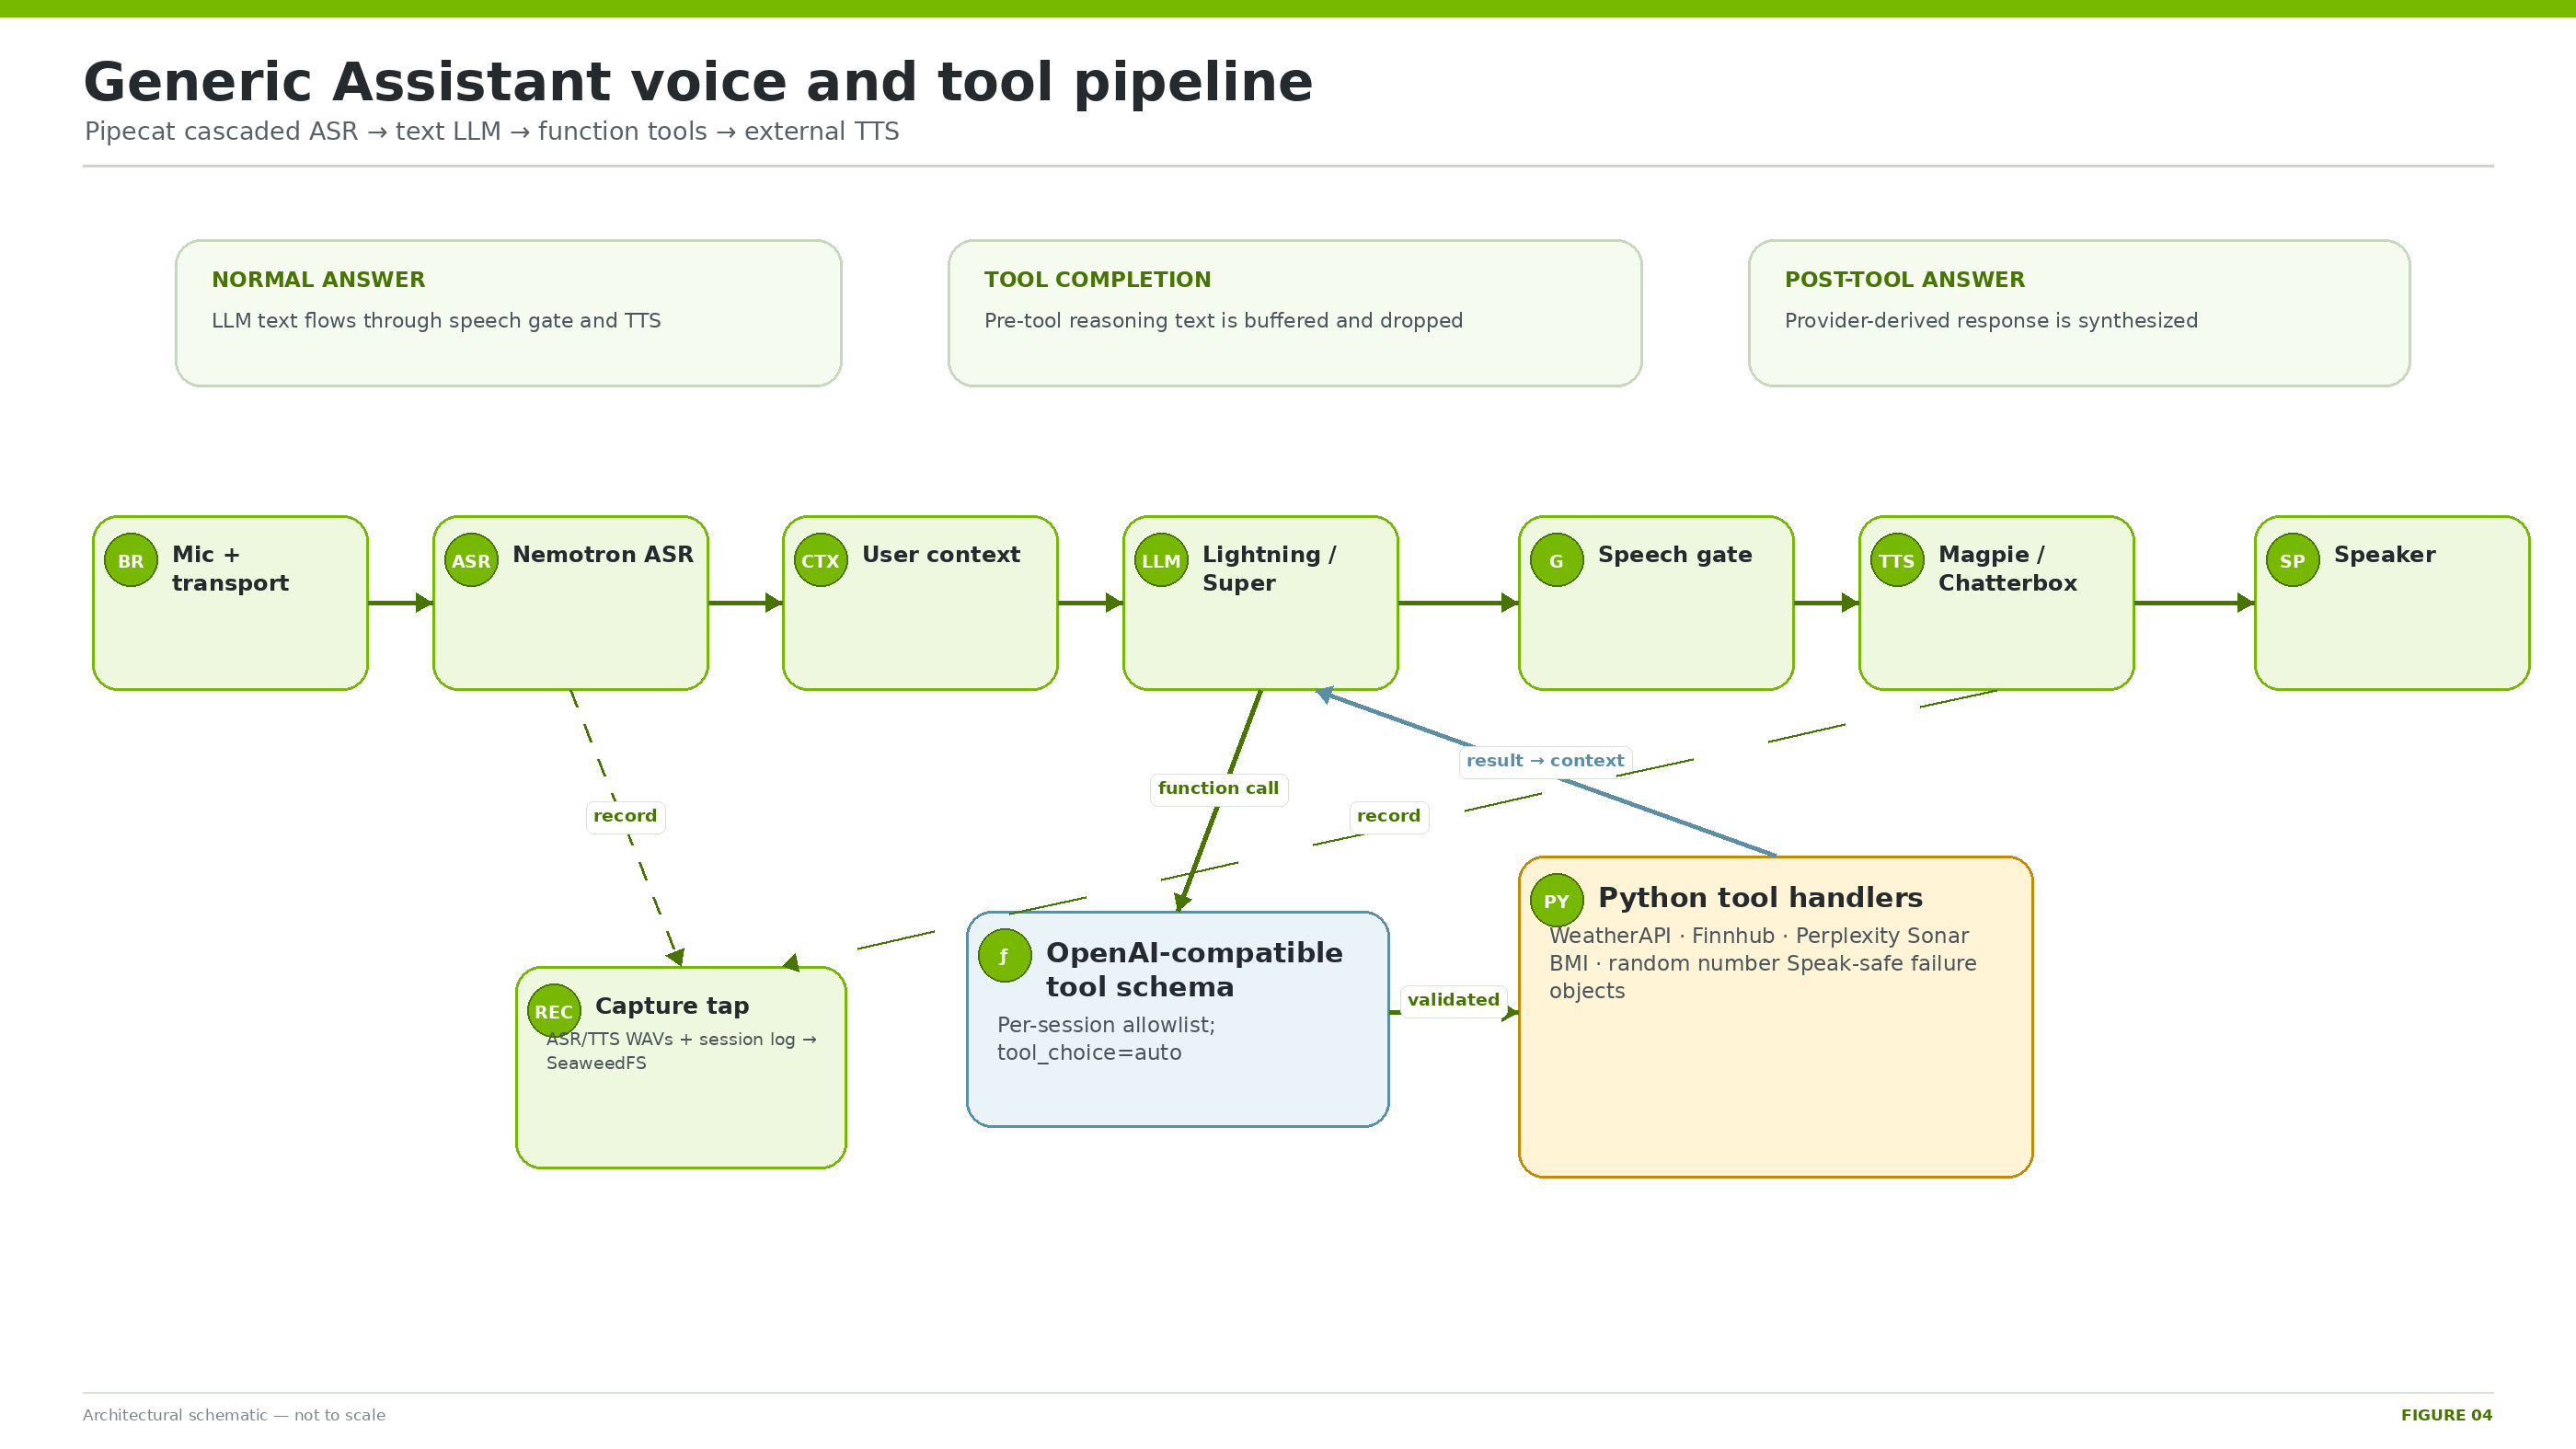 Generic Assistant voice and tool pipeline
Pipecat cascaded ASR → text LLM → function tools → external TTS
NORMAL ANSWER
LLM text flows through speech gate and TTS
TOOL COMPLETION
Pre-tool reasoning text is buffered and dropped
POST-TOOL ANSWER
Provider-derived response is synthesized
BR
Mic +
transport
ASR
Nemotron ASR
CTX
User context
LLM
Lightning /
Super
G
Speech gate
TTS
Magpie /
Chatterbox
SP
Speaker
record
function call
record
result → context
REC
Capture tap
ASR/TTS WAVs + session log →
SeaweedFS
ƒ
OpenAI-compatible
tool schema
Per-session allowlist;
tool_choice=auto
validated
PY
Python tool handlers
WeatherAPI · Finnhub · Perplexity Sonar
BMI · random number Speak-safe failure
objects
Architectural schematic — not to scale
FIGURE 04